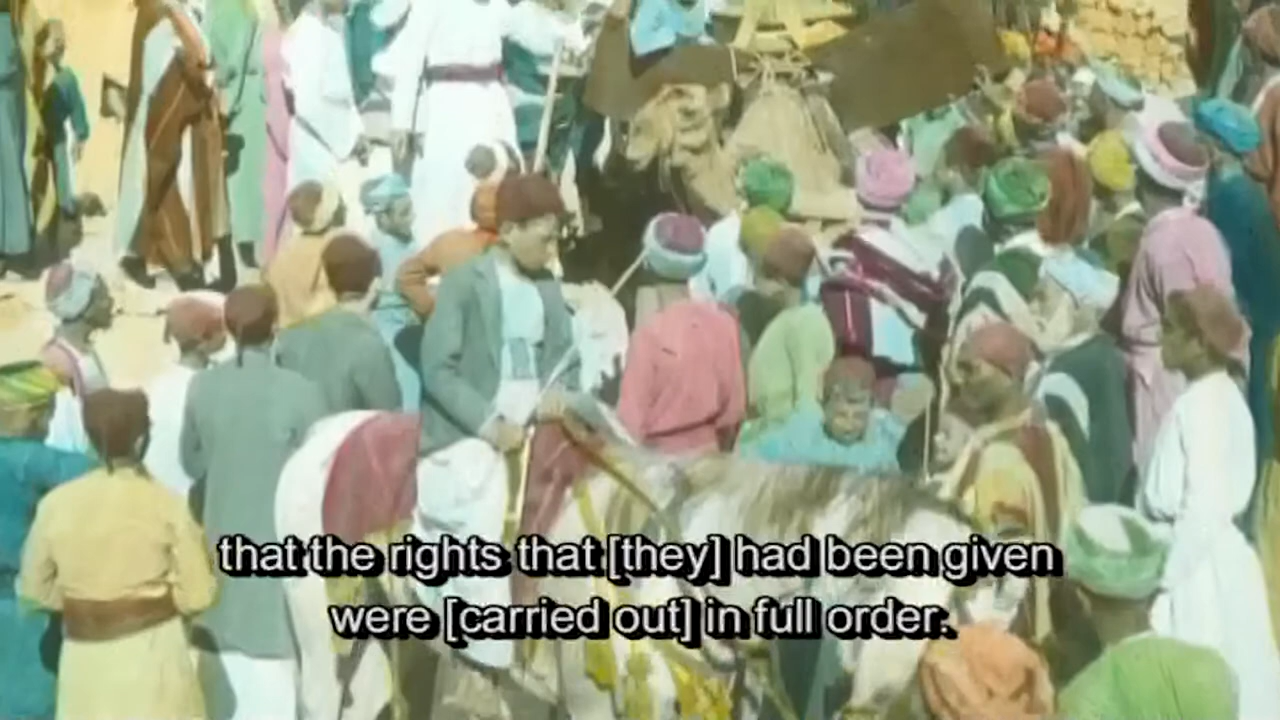 that the rights that [they] had been given
were [carried out] in full order.